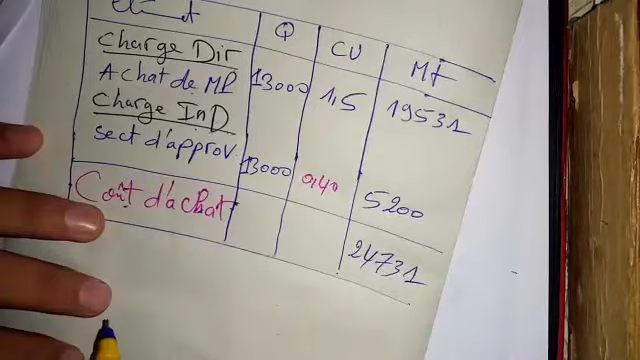 élément Q CU Mt
Charge Dir
Achat de MP 13000 1,5 19531
Charge InD
sect d'approv. 13000 0,40 5200
Coût d'achat 24731